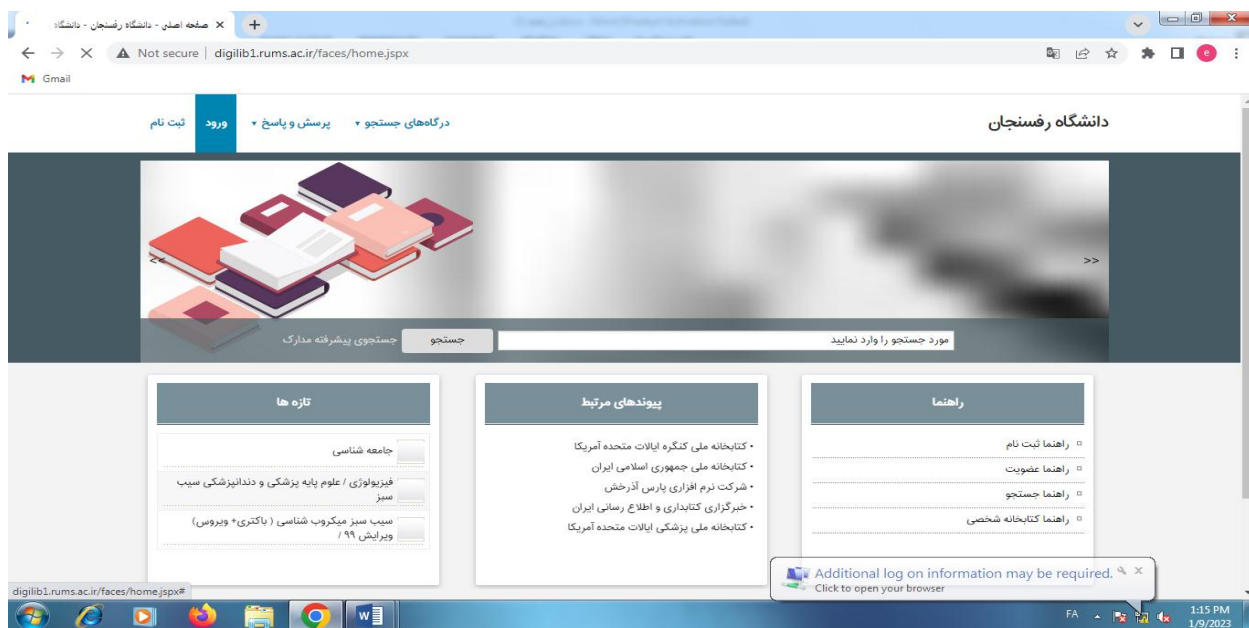 صفحه اصلی - دانشگاه رفسنجان - دانشگاه
Not secure | digilib1.rums.ac.ir/faces/home.jspx
e
Gmail
دانشگاه رفسنجان
درگاه‌های جستجو
پرسش و پاسخ
ورود
ثبت نام
<<
>>
مورد جستجو را وارد نمایید
جستجو
جستجوی پیشرفته مدارک
راهنما
راهنما ثبت نام
راهنما عضویت
راهنما جستجو
راهنما کتابخانه شخصی
پیوندهای مرتبط
• کتابخانه ملی کنگره ایالات متحده آمریکا
• کتابخانه ملی جمهوری اسلامی ایران
• شرکت نرم افزاری پارس آذرخش
• خبرگزاری کتابداری و اطلاع رسانی ایران
• کتابخانه ملی پزشکی ایالات متحده آمریکا
تازه ها
جامعه شناسی
فیزیولوژی / علوم پایه پزشکی و دندانپزشکی سیب
سبز
سیب سبز میکروب شناسی ( باکتری+ ویروس)
ویرایش ۹۹ /
Additional log on information may be required.
Click to open your browser
digilib1.rums.ac.ir/faces/home.jspx#
W
FA
1:15 PM
1/9/2023